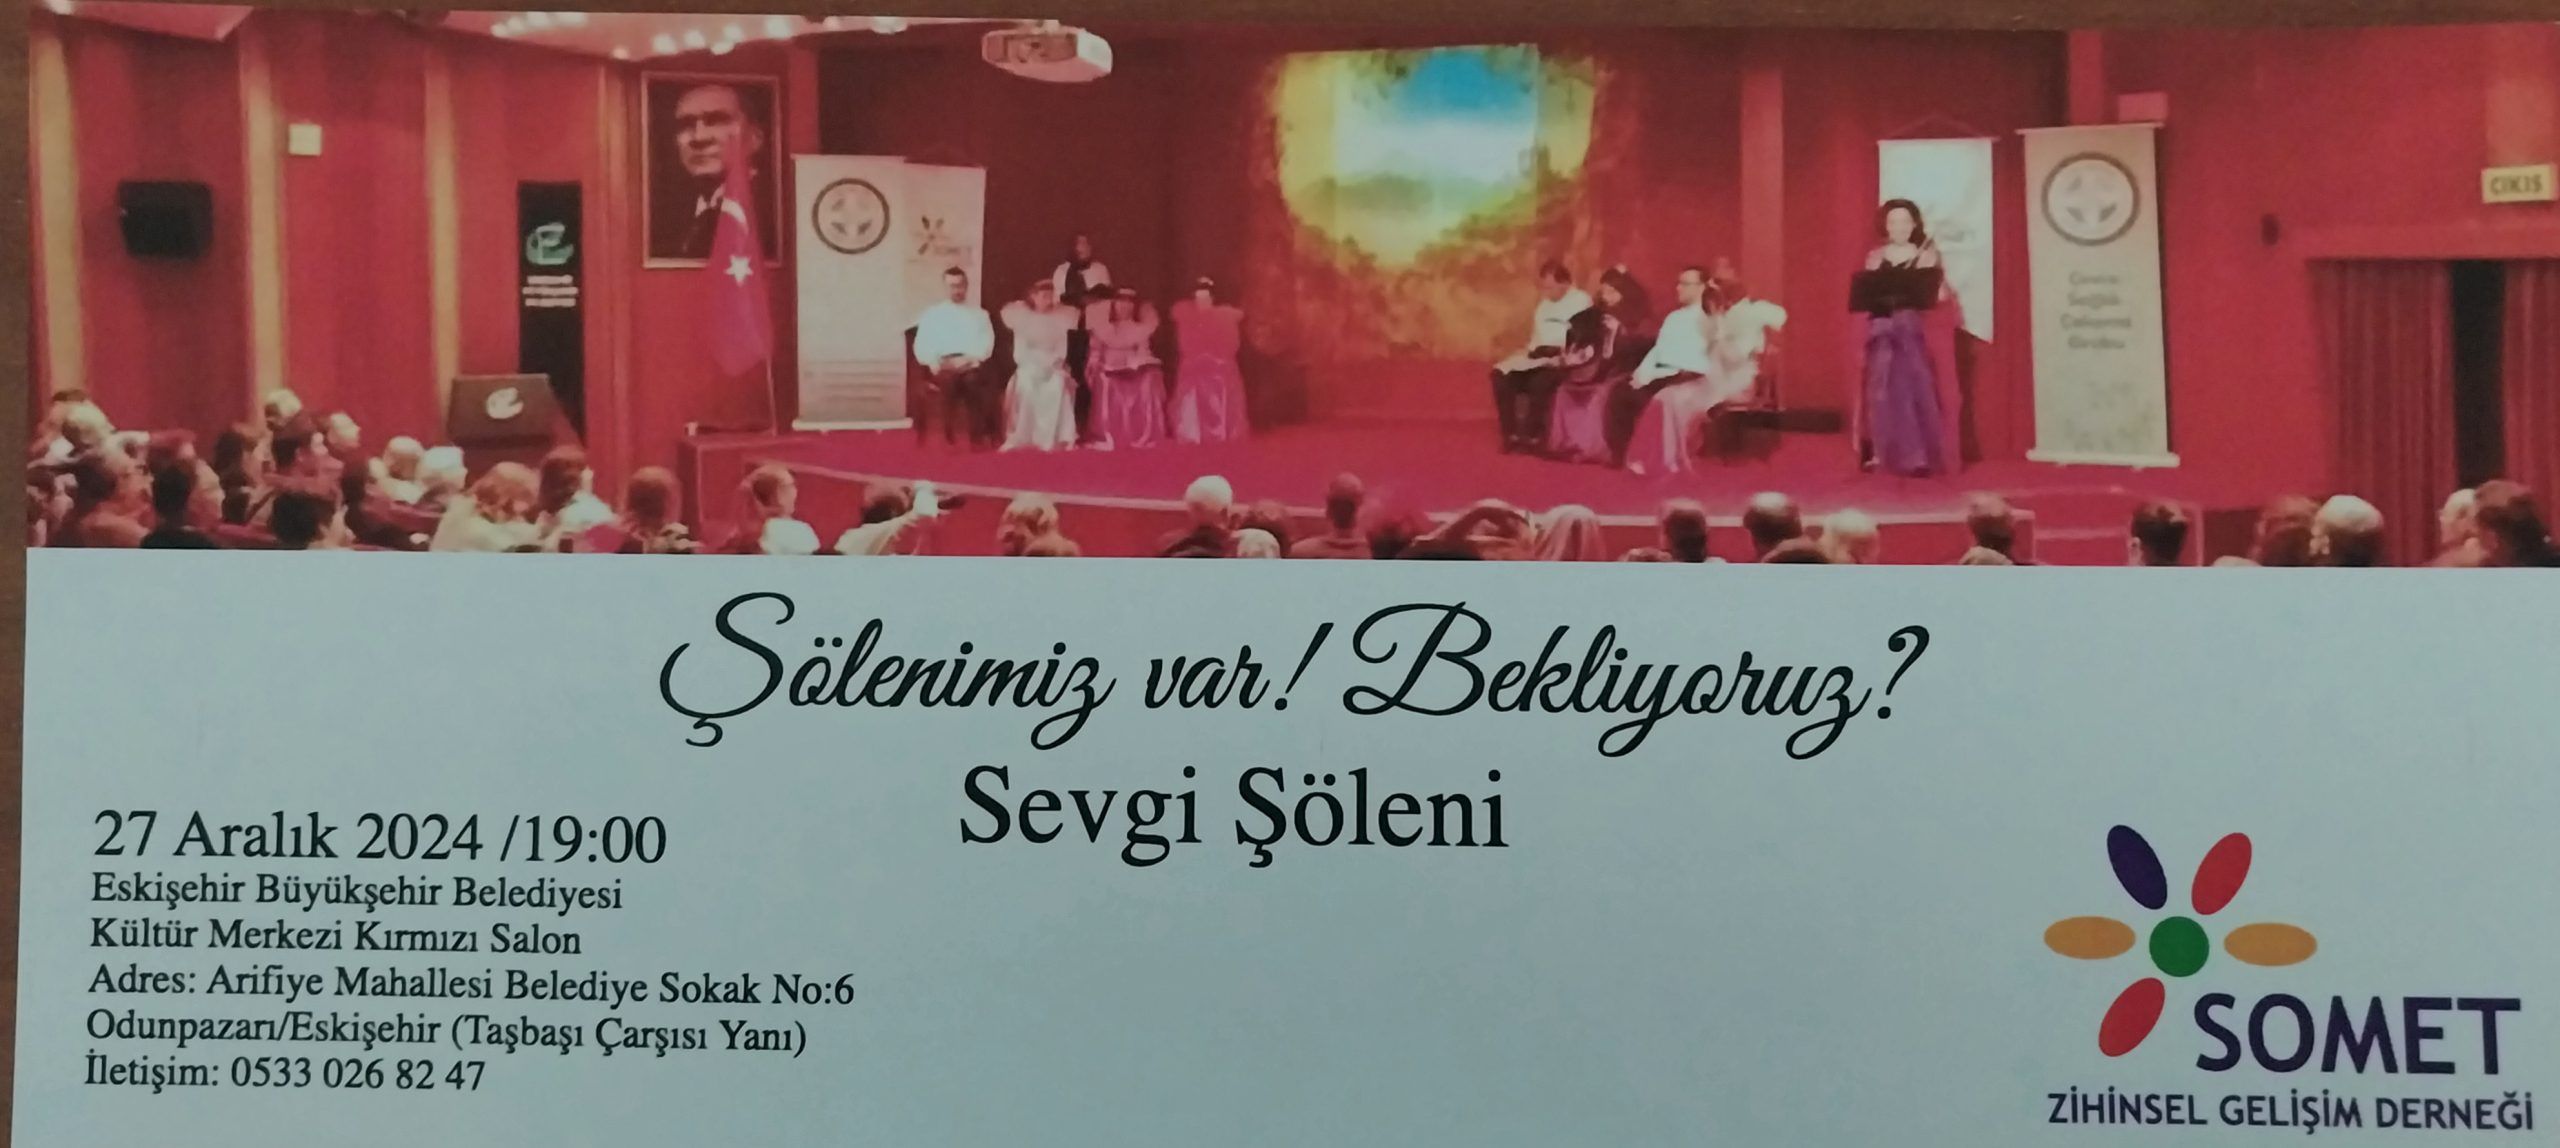 SOMET
ÇIKIŞ
Şölenimiz var! Bekliyoruz?
Sevgi Şöleni
27 Aralık 2024 /19:00
Eskişehir Büyükşehir Belediyesi
Kültür Merkezi Kırmızı Salon
Adres: Arifiye Mahallesi Belediye Sokak No:6
Odunpazarı/Eskişehir (Taşbaşı Çarşısı Yanı)
İletişim: 0533 026 82 47
SOMET
ZİHİNSEL GELİŞİM DERNEĞİ